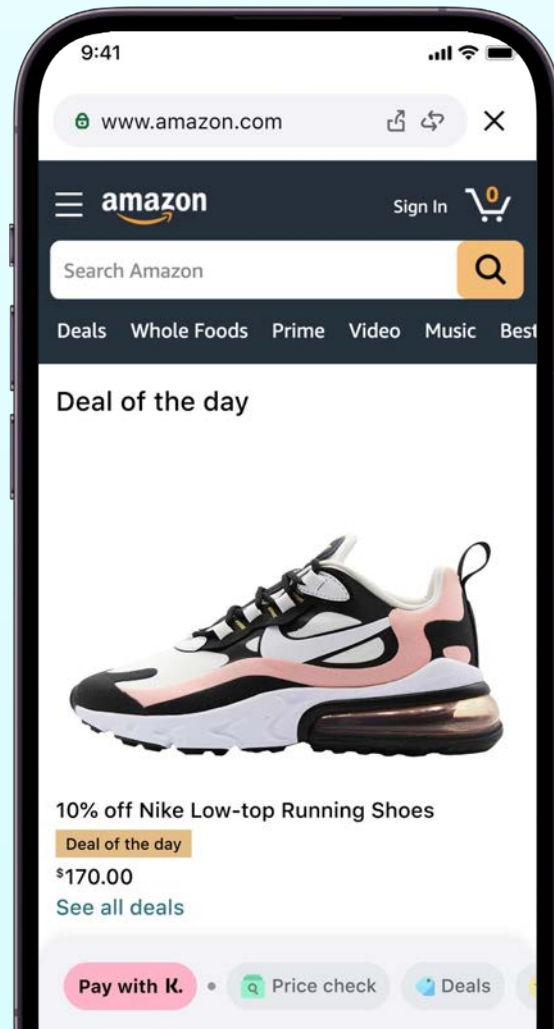 9:41
www.amazon.com
amazon
Sign In
0
Search Amazon
Deals Whole Foods Prime Video Music Best
Deal of the day
10% off Nike Low-top Running Shoes
Deal of the day
$170.00
See all deals
Pay with K. • Price check Deals